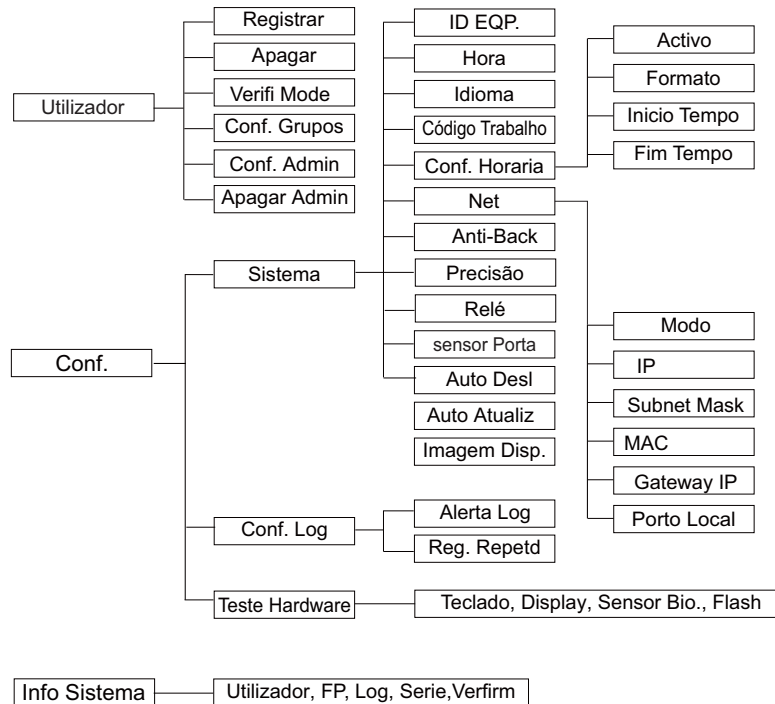 Utilizador
Registrar
Apagar
Verifi Mode
Conf. Grupos
Conf. Admin
Apagar Admin
Conf.
Sistema
ID EQP.
Hora
Idioma
Código Trabalho
Conf. Horaria
Activo
Formato
Inicio Tempo
Fim Tempo
Net
Modo
IP
Subnet Mask
MAC
Gateway IP
Porto Local
Anti-Back
Precisão
Relé
sensor Porta
Auto Desl
Auto Atualiz
Imagem Disp.
Conf. Log
Alerta Log
Reg. Repetd
Teste Hardware
Teclado, Display, Sensor Bio., Flash
Info Sistema
Utilizador, FP, Log, Serie,Verfirm